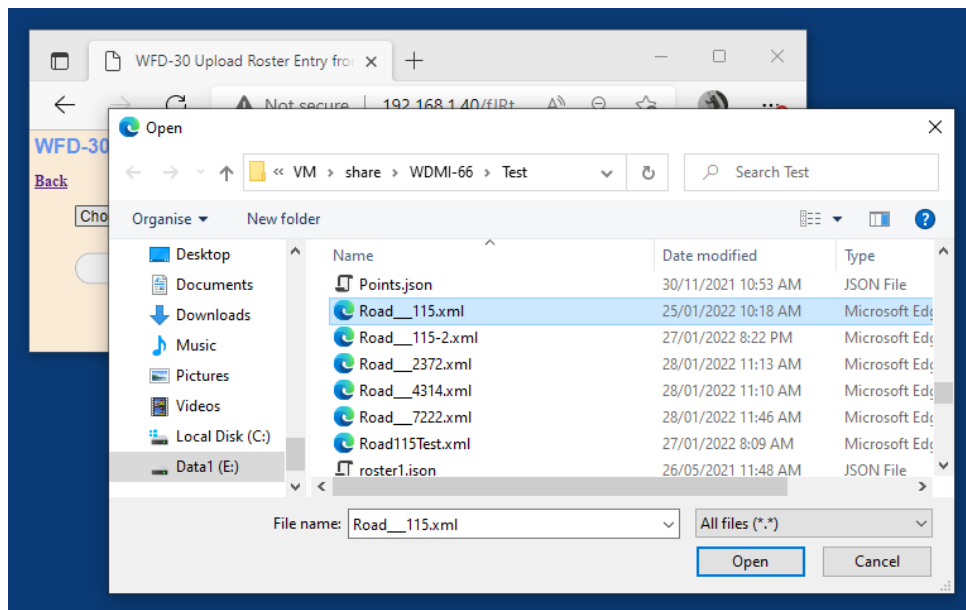 WFD-30 Upload Roster Entry fro
Not secure | 192.168.1.40/fJRt
WFD-30
Back
Cho
Open
« VM > share > WDMI-66 > Test
Search Test
Organise New folder
Name Date modified Type
Desktop
Documents
Downloads
Music
Pictures
Videos
Local Disk (C:)
Data1 (E:)
Points.json 30/11/2021 10:53 AM JSON File
Road__115.xml 25/01/2022 10:18 AM Microsoft Edg
Road__115-2.xml 27/01/2022 8:22 PM Microsoft Edg
Road__2372.xml 28/01/2022 11:13 AM Microsoft Edg
Road__4314.xml 28/01/2022 11:10 AM Microsoft Edg
Road__7222.xml 28/01/2022 11:46 AM Microsoft Edg
Road115Test.xml 27/01/2022 8:09 AM Microsoft Edg
roster1.json 26/05/2021 11:48 AM JSON File
File name: Road__115.xml All files (*.*)
Open Cancel